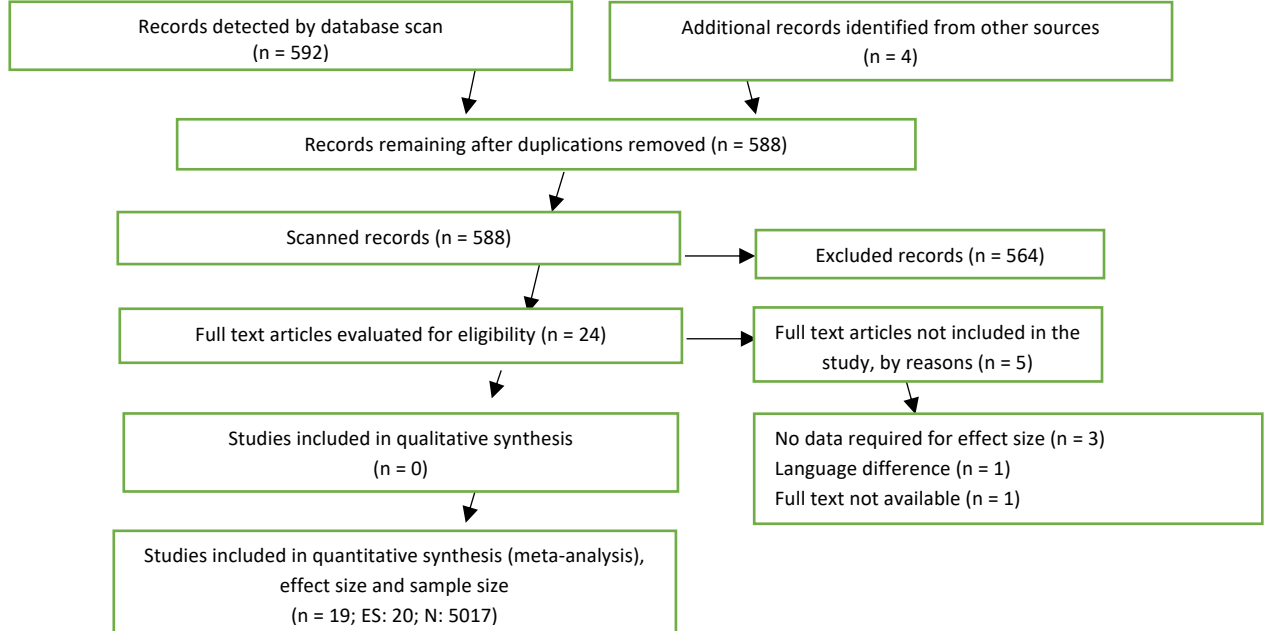 Records detected by database scan
(n = 592)
Additional records identified from other sources
(n = 4)
Records remaining after duplications removed (n = 588)
Scanned records (n = 588)
Excluded records (n = 564)
Full text articles evaluated for eligibility (n = 24)
Full text articles not included in the
study, by reasons (n = 5)
Studies included in qualitative synthesis
(n = 0)
No data required for effect size (n = 3)
Language difference (n = 1)
Full text not available (n = 1)
Studies included in quantitative synthesis (meta-analysis),
effect size and sample size
(n = 19; ES: 20; N: 5017)